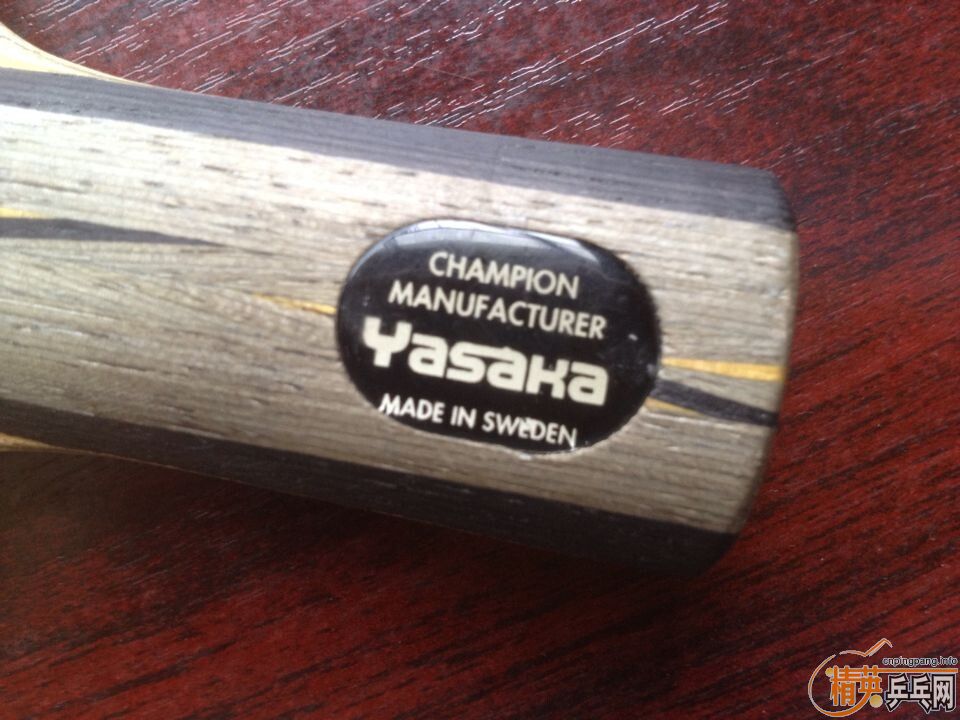 CHAMPION
MANUFACTURER
Yasaka
MADE IN SWEDEN
cnpingpang.info
精英乒乓网